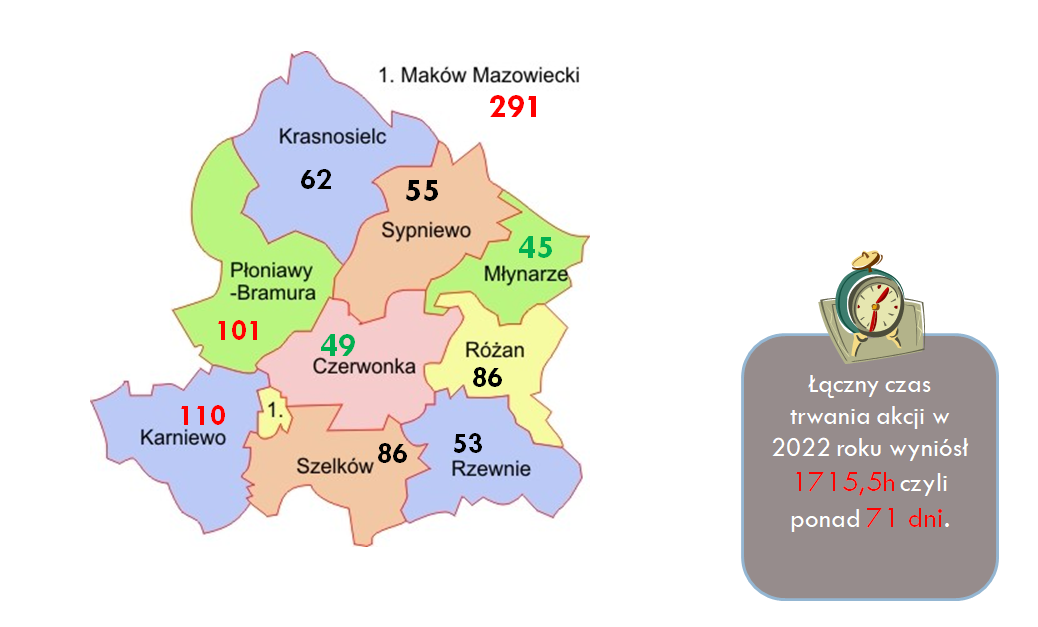 1. Maków Mazowiecki
291
Krasnosielc
62
55
Sypniewo
45
Młynarze
Płoniawy
-Bramura
101
49
Czerwonka
Różan
86
110
Karniewo
1.
Szelków 86
53
Rzewnie
Łączny czas
trwania akcji w
2022 roku wyniósł
1715,5h czyli
ponad 71 dni.